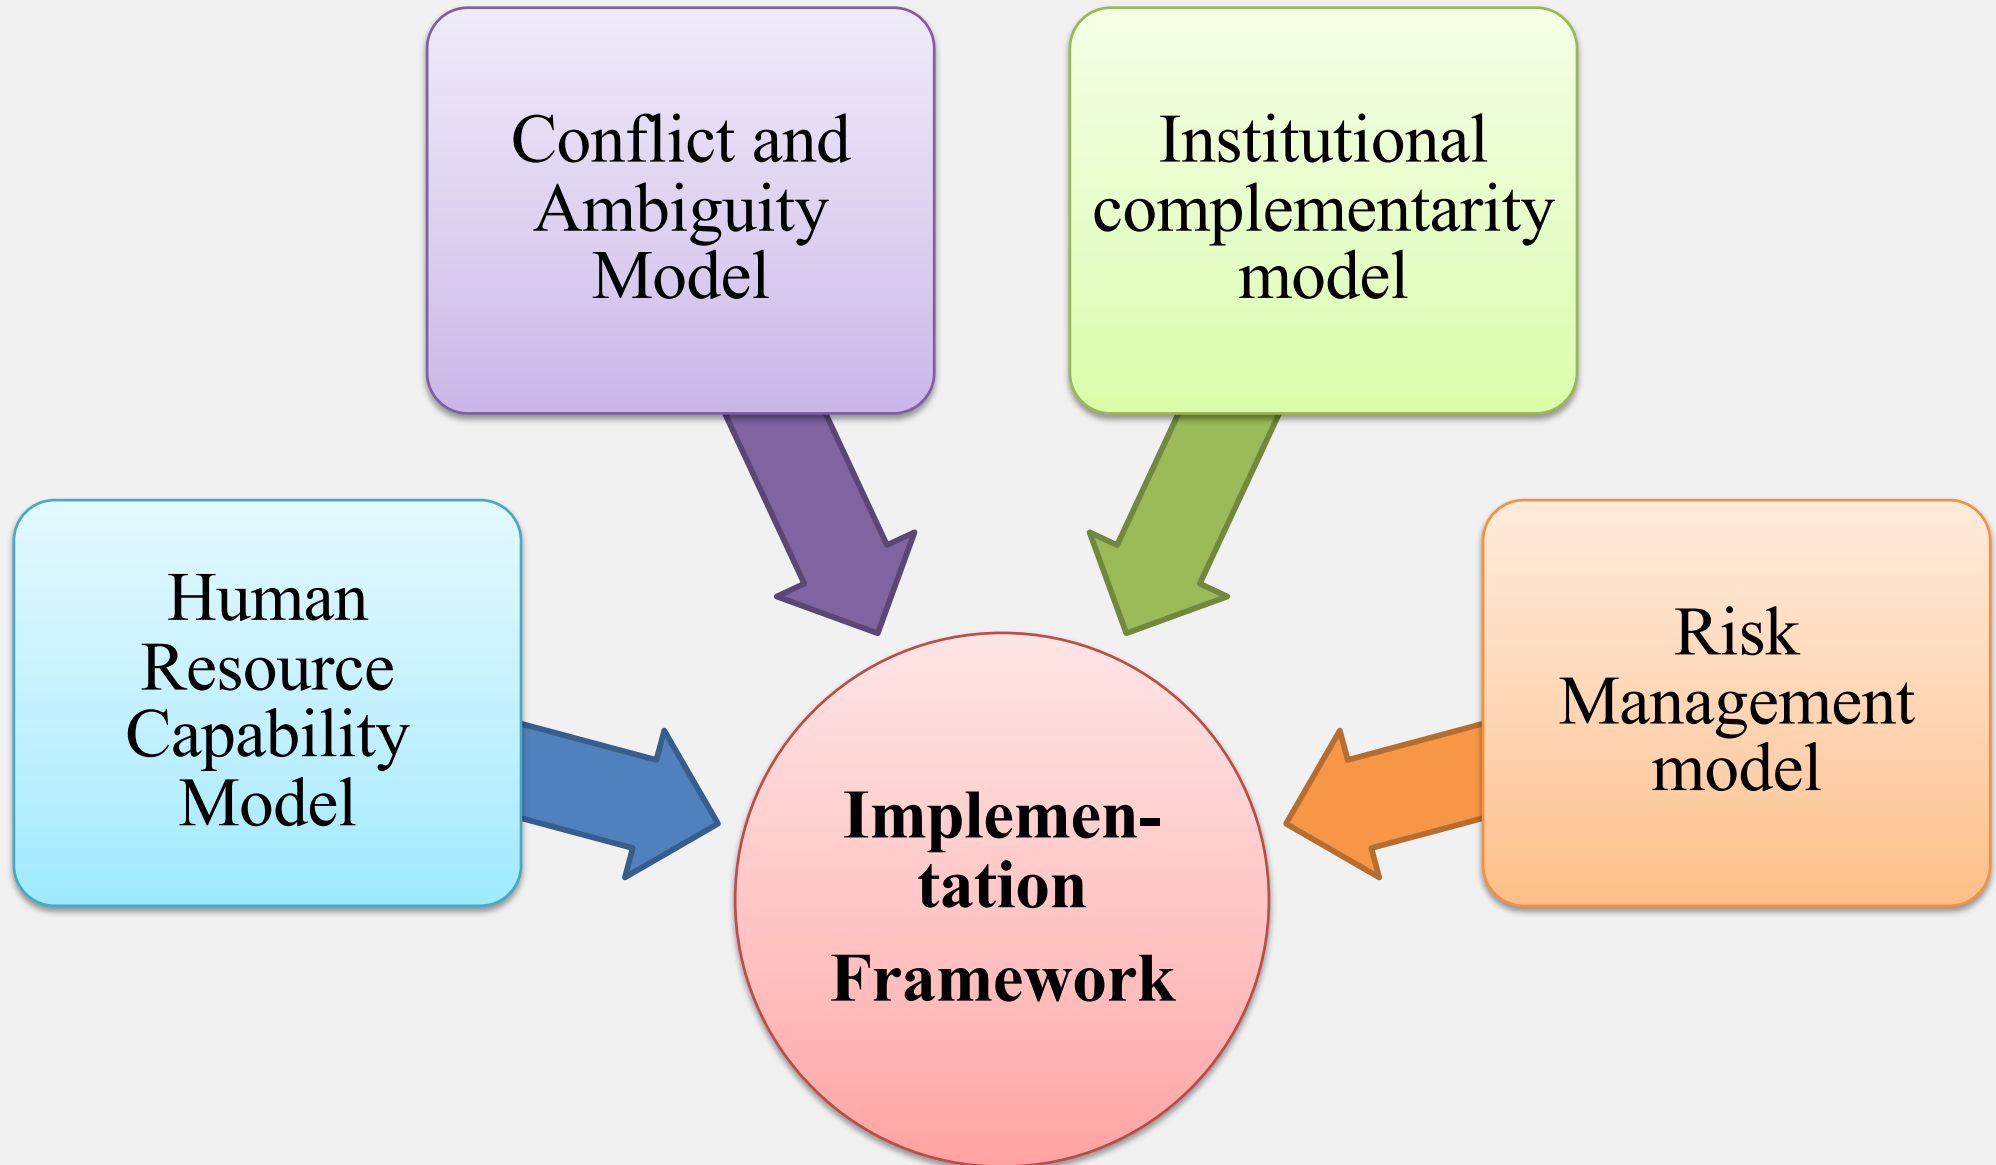 Conflict and
Ambiguity
Model
Institutional
complementarity
model
Human
Resource
Capability
Model
Risk
Management
model
Implemen-
tation
Framework